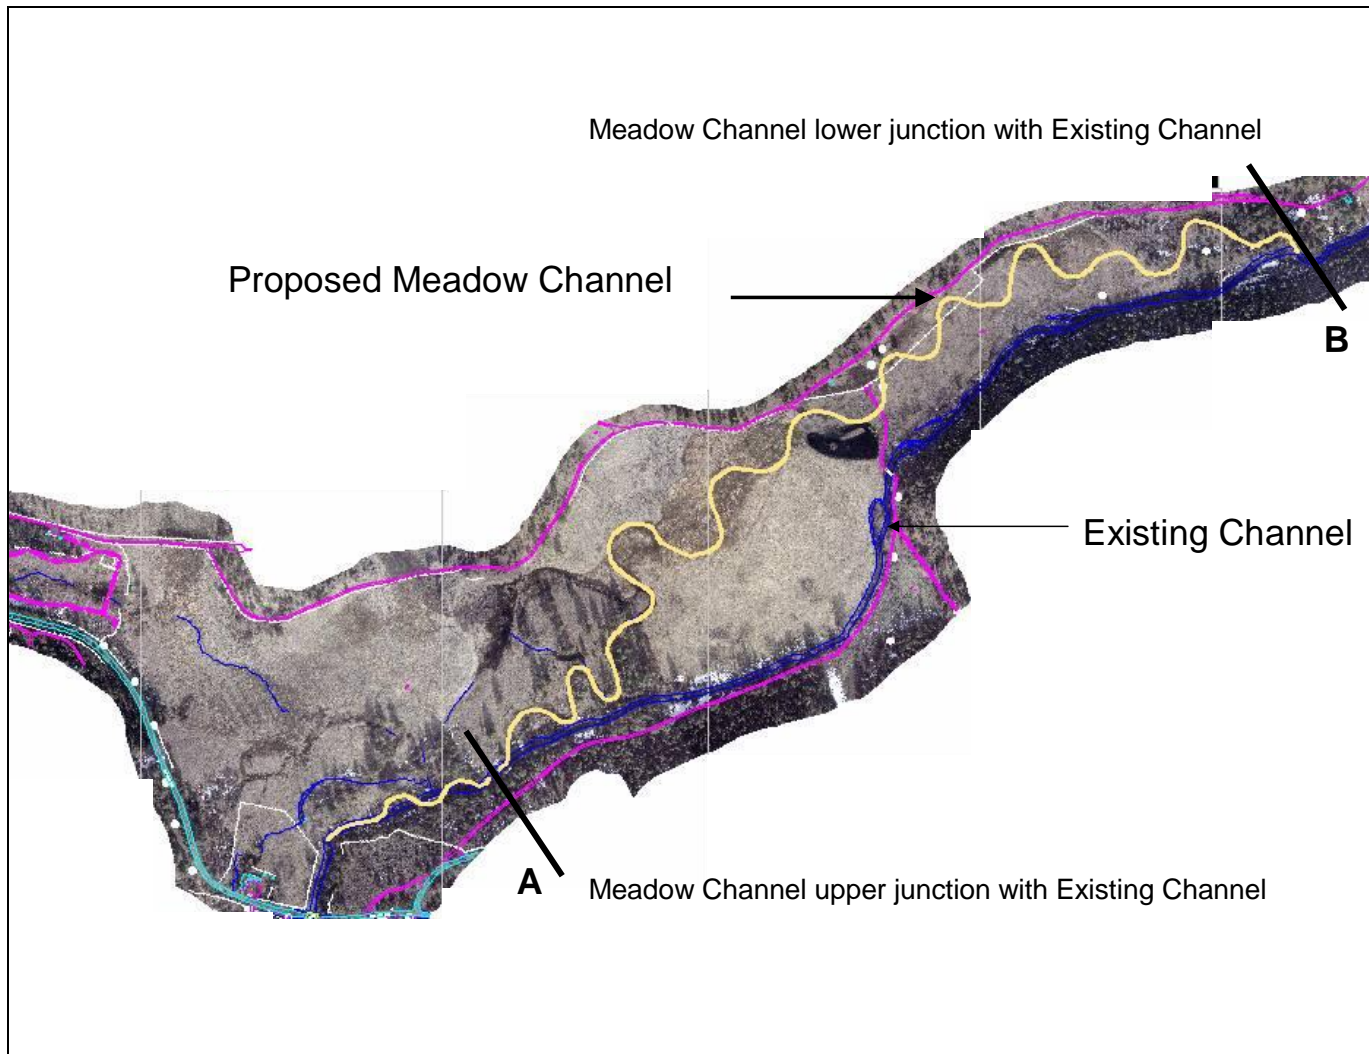 Meadow Channel lower junction with Existing Channel
Proposed Meadow Channel
B
Existing Channel
A
Meadow Channel upper junction with Existing Channel